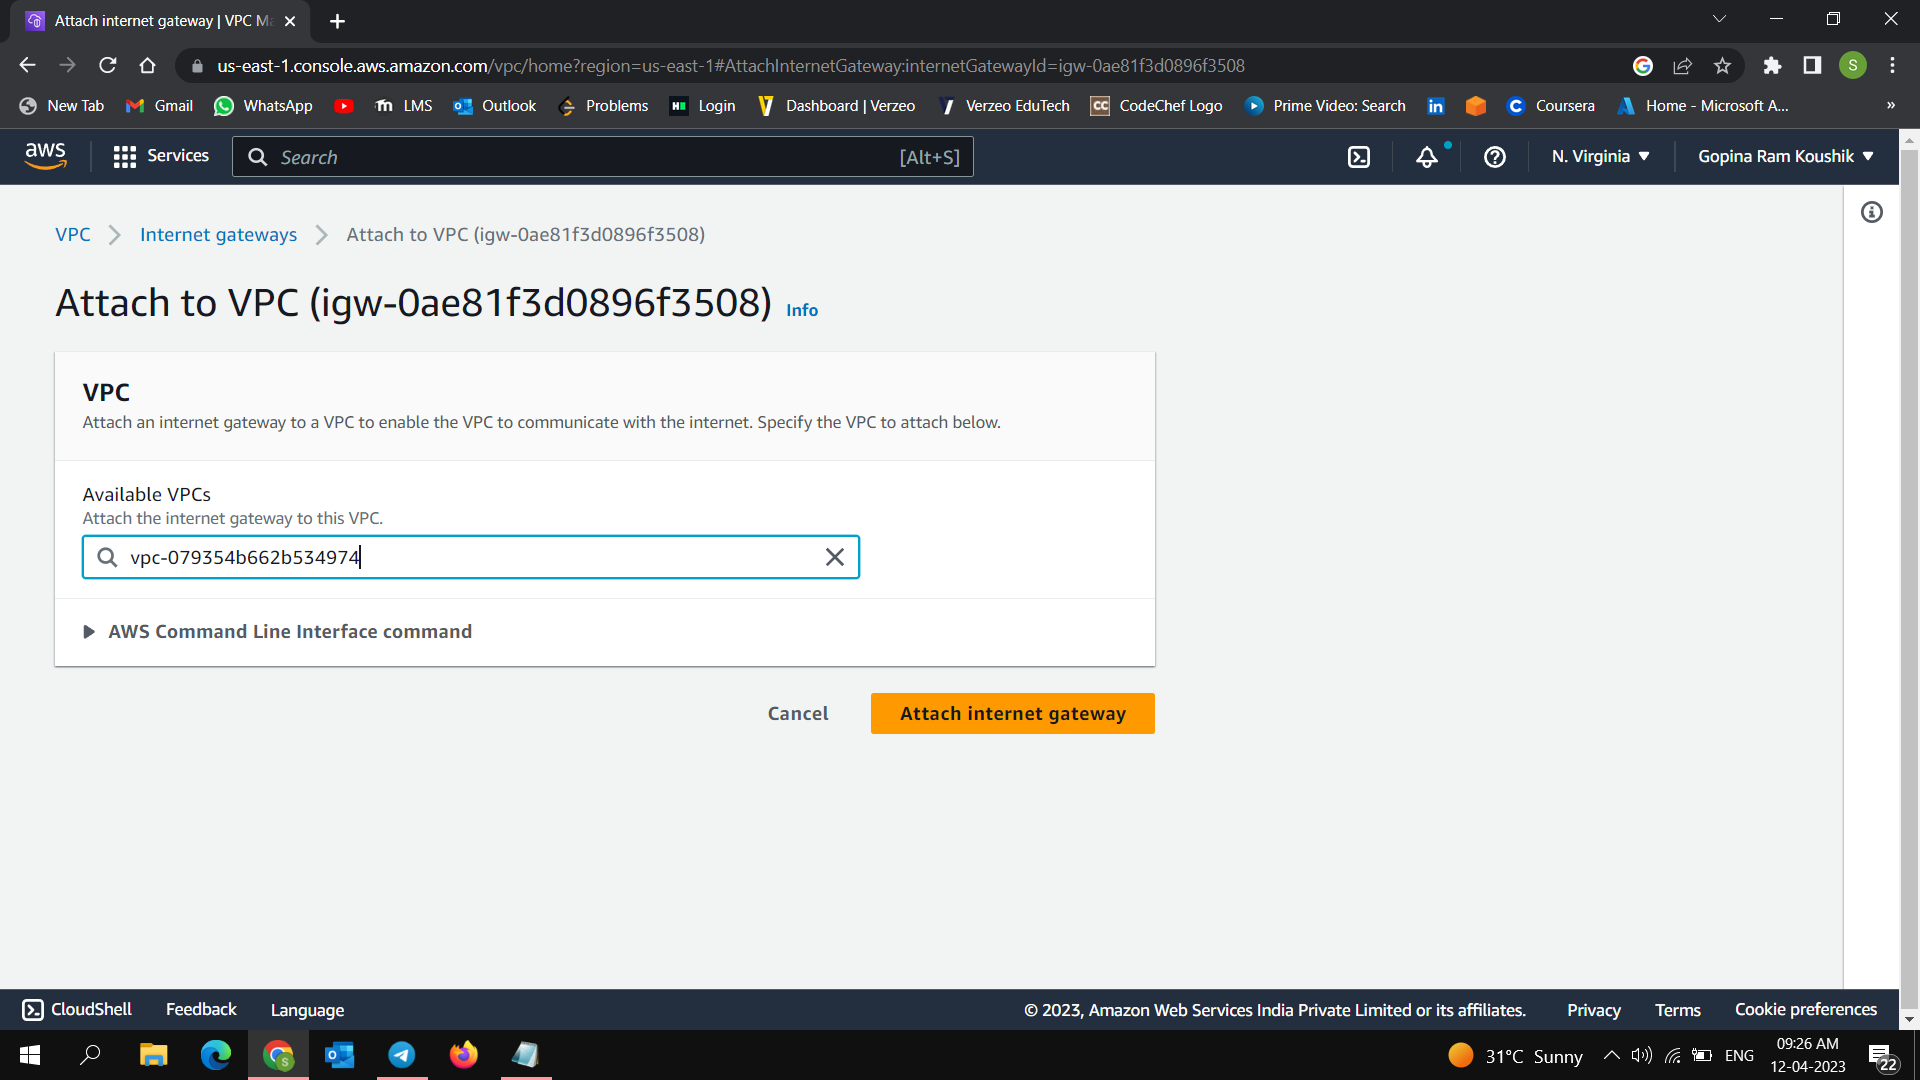 Attach internet gateway | VPC Ma
us-east-1.console.aws.amazon.com/vpc/home?region=us-east-1#AttachInternetGateway:internetGatewayId=igw-0ae81f3d0896f3508
S
New Tab Gmail WhatsApp LMS Outlook Problems Login Dashboard | Verzeo Verzeo EduTech CodeChef Logo Prime Video: Search Coursera Home - Microsoft A... »
aws Services Search [Alt+S] N. Virginia Gopina Ram Koushik
VPC Internet gateways Attach to VPC (igw-0ae81f3d0896f3508)
Attach to VPC (igw-0ae81f3d0896f3508) Info
VPC
Attach an internet gateway to a VPC to enable the VPC to communicate with the internet. Specify the VPC to attach below.
Available VPCs
Attach the internet gateway to this VPC.
vpc-079354b662b534974
AWS Command Line Interface command
Cancel Attach internet gateway
CloudShell Feedback Language © 2023, Amazon Web Services India Private Limited or its affiliates. Privacy Terms Cookie preferences
31°C Sunny ENG 09:26 AM
12-04-2023
22